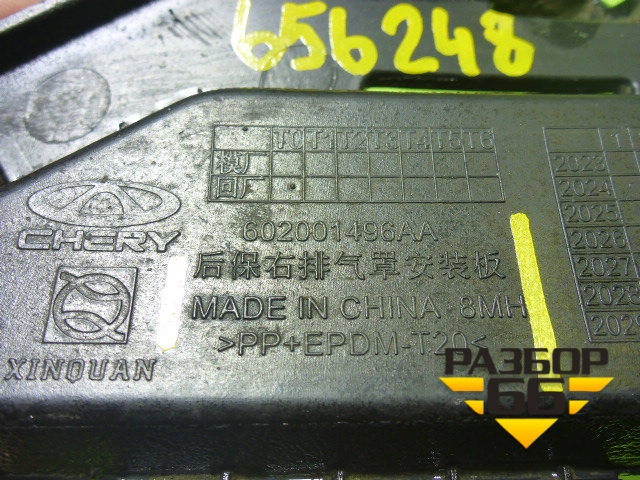 656248
T0 T1 T2 T3 T4 T5 T6
模厂
回厂
1
2023
2024
2025
2026
2027
2028
CHERY
602001496AA
后保右排气罩安装板
MADE IN CHINA 8MH
>PP+EPDM-T20<
XINQUAN
РАЗБОР
66